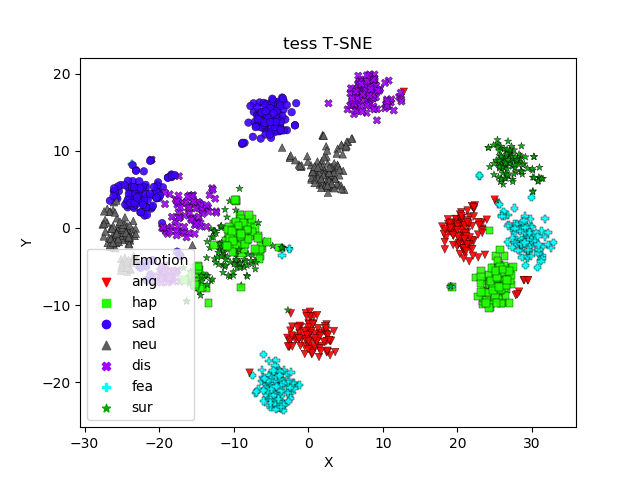 tess T-SNE
20
10
0
−10
−20
Y
Emotion
ang
hap
sad
neu
dis
fea
sur
−30
−20
−10
0
10
20
30
X